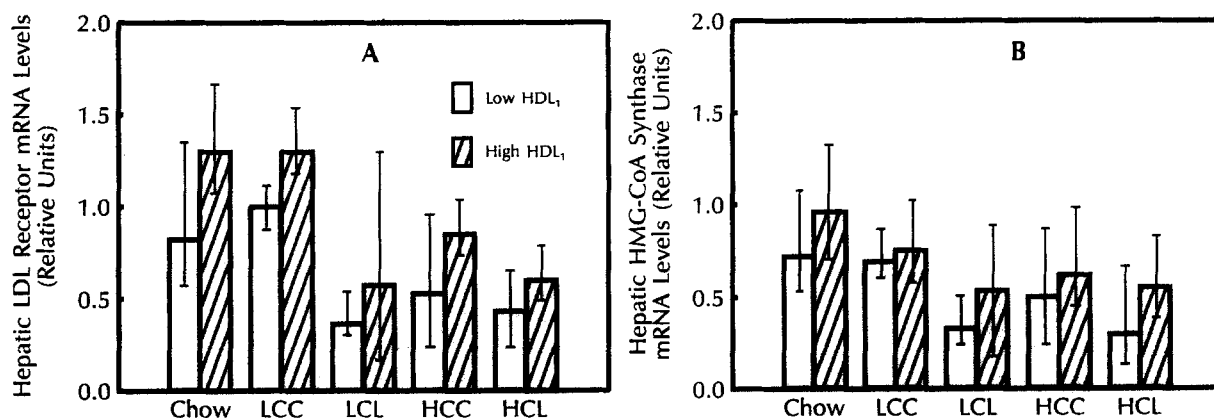 Hepatic LDL Receptor mRNA Levels
(Relative Units)
2.0
1.5
1.0
0.5
0.0
A
Low HDL₁
High HDL₁
Chow LCC LCL HCC HCL
Hepatic HMG-CoA Synthase
mRNA Levels (Relative Units)
2.0
1.5
1.0
0.5
0.0
B
Chow LCC LCL HCC HCL